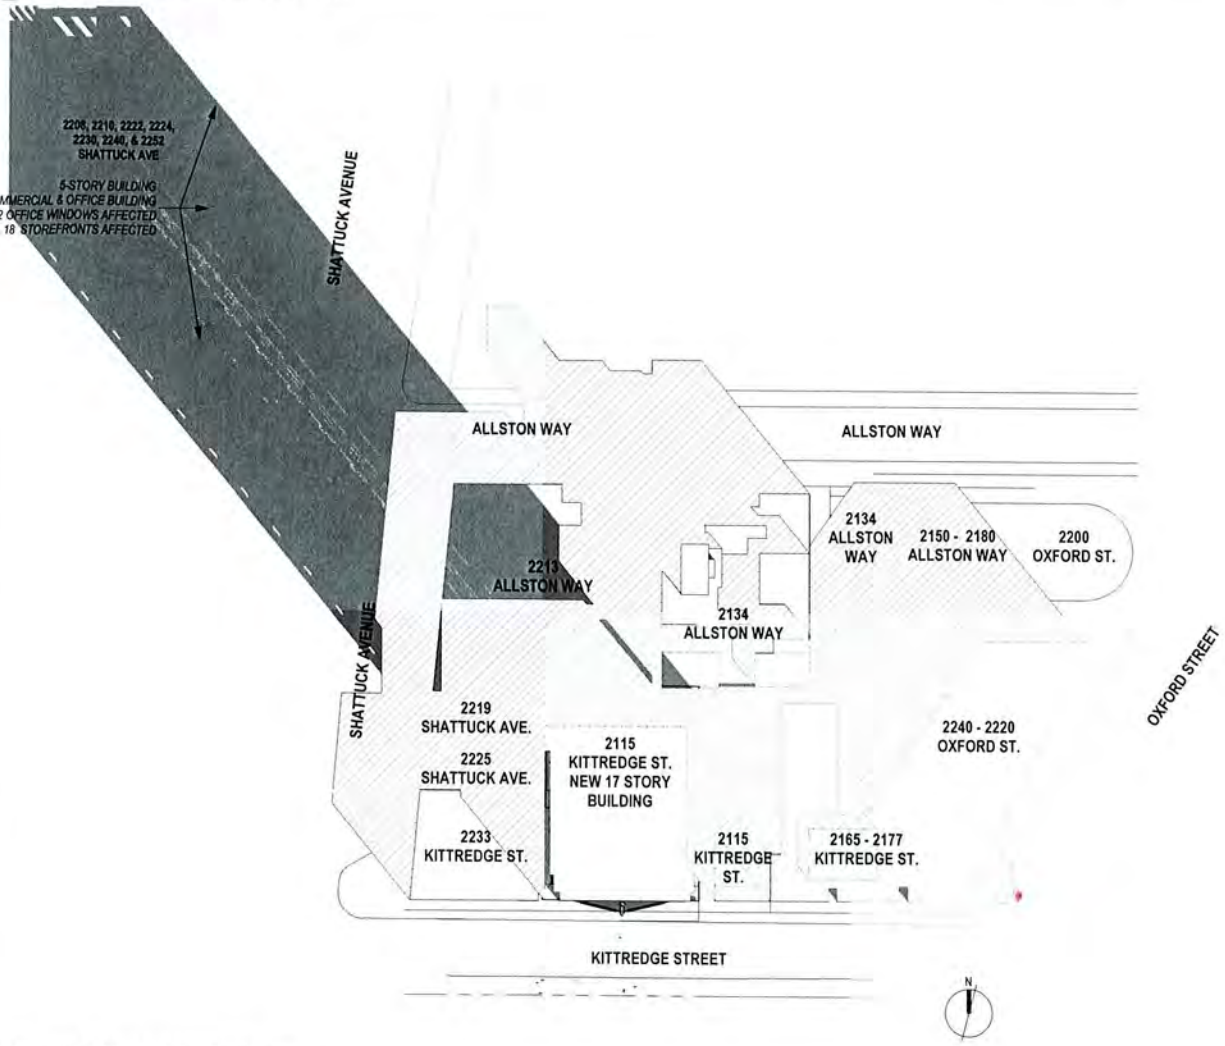 2208, 2210, 2222, 2224,
2230, 2240, & 2252
SHATTUCK AVE
5-STORY BUILDING
MMERCIAL & OFFICE BUILDING
2 OFFICE WINDOWS AFFECTED
18 STOREFRONTS AFFECTED
SHATTUCK AVENUE
ALLSTON WAY
ALLSTON WAY
2134
ALLSTON
WAY
2150 - 2180
ALLSTON WAY
2200
OXFORD ST.
2213
ALLSTON WAY
2134
ALLSTON WAY
SHATTUCK AVENUE
OXFORD STREET
2219
SHATTUCK AVE.
2225
SHATTUCK AVE.
2115
KITTREDGE ST.
NEW 17 STORY
BUILDING
2240 - 2220
OXFORD ST.
2233
KITTREDGE ST.
2115
KITTREDGE
ST.
2165 - 2177
KITTREDGE ST.
KITTREDGE STREET
N